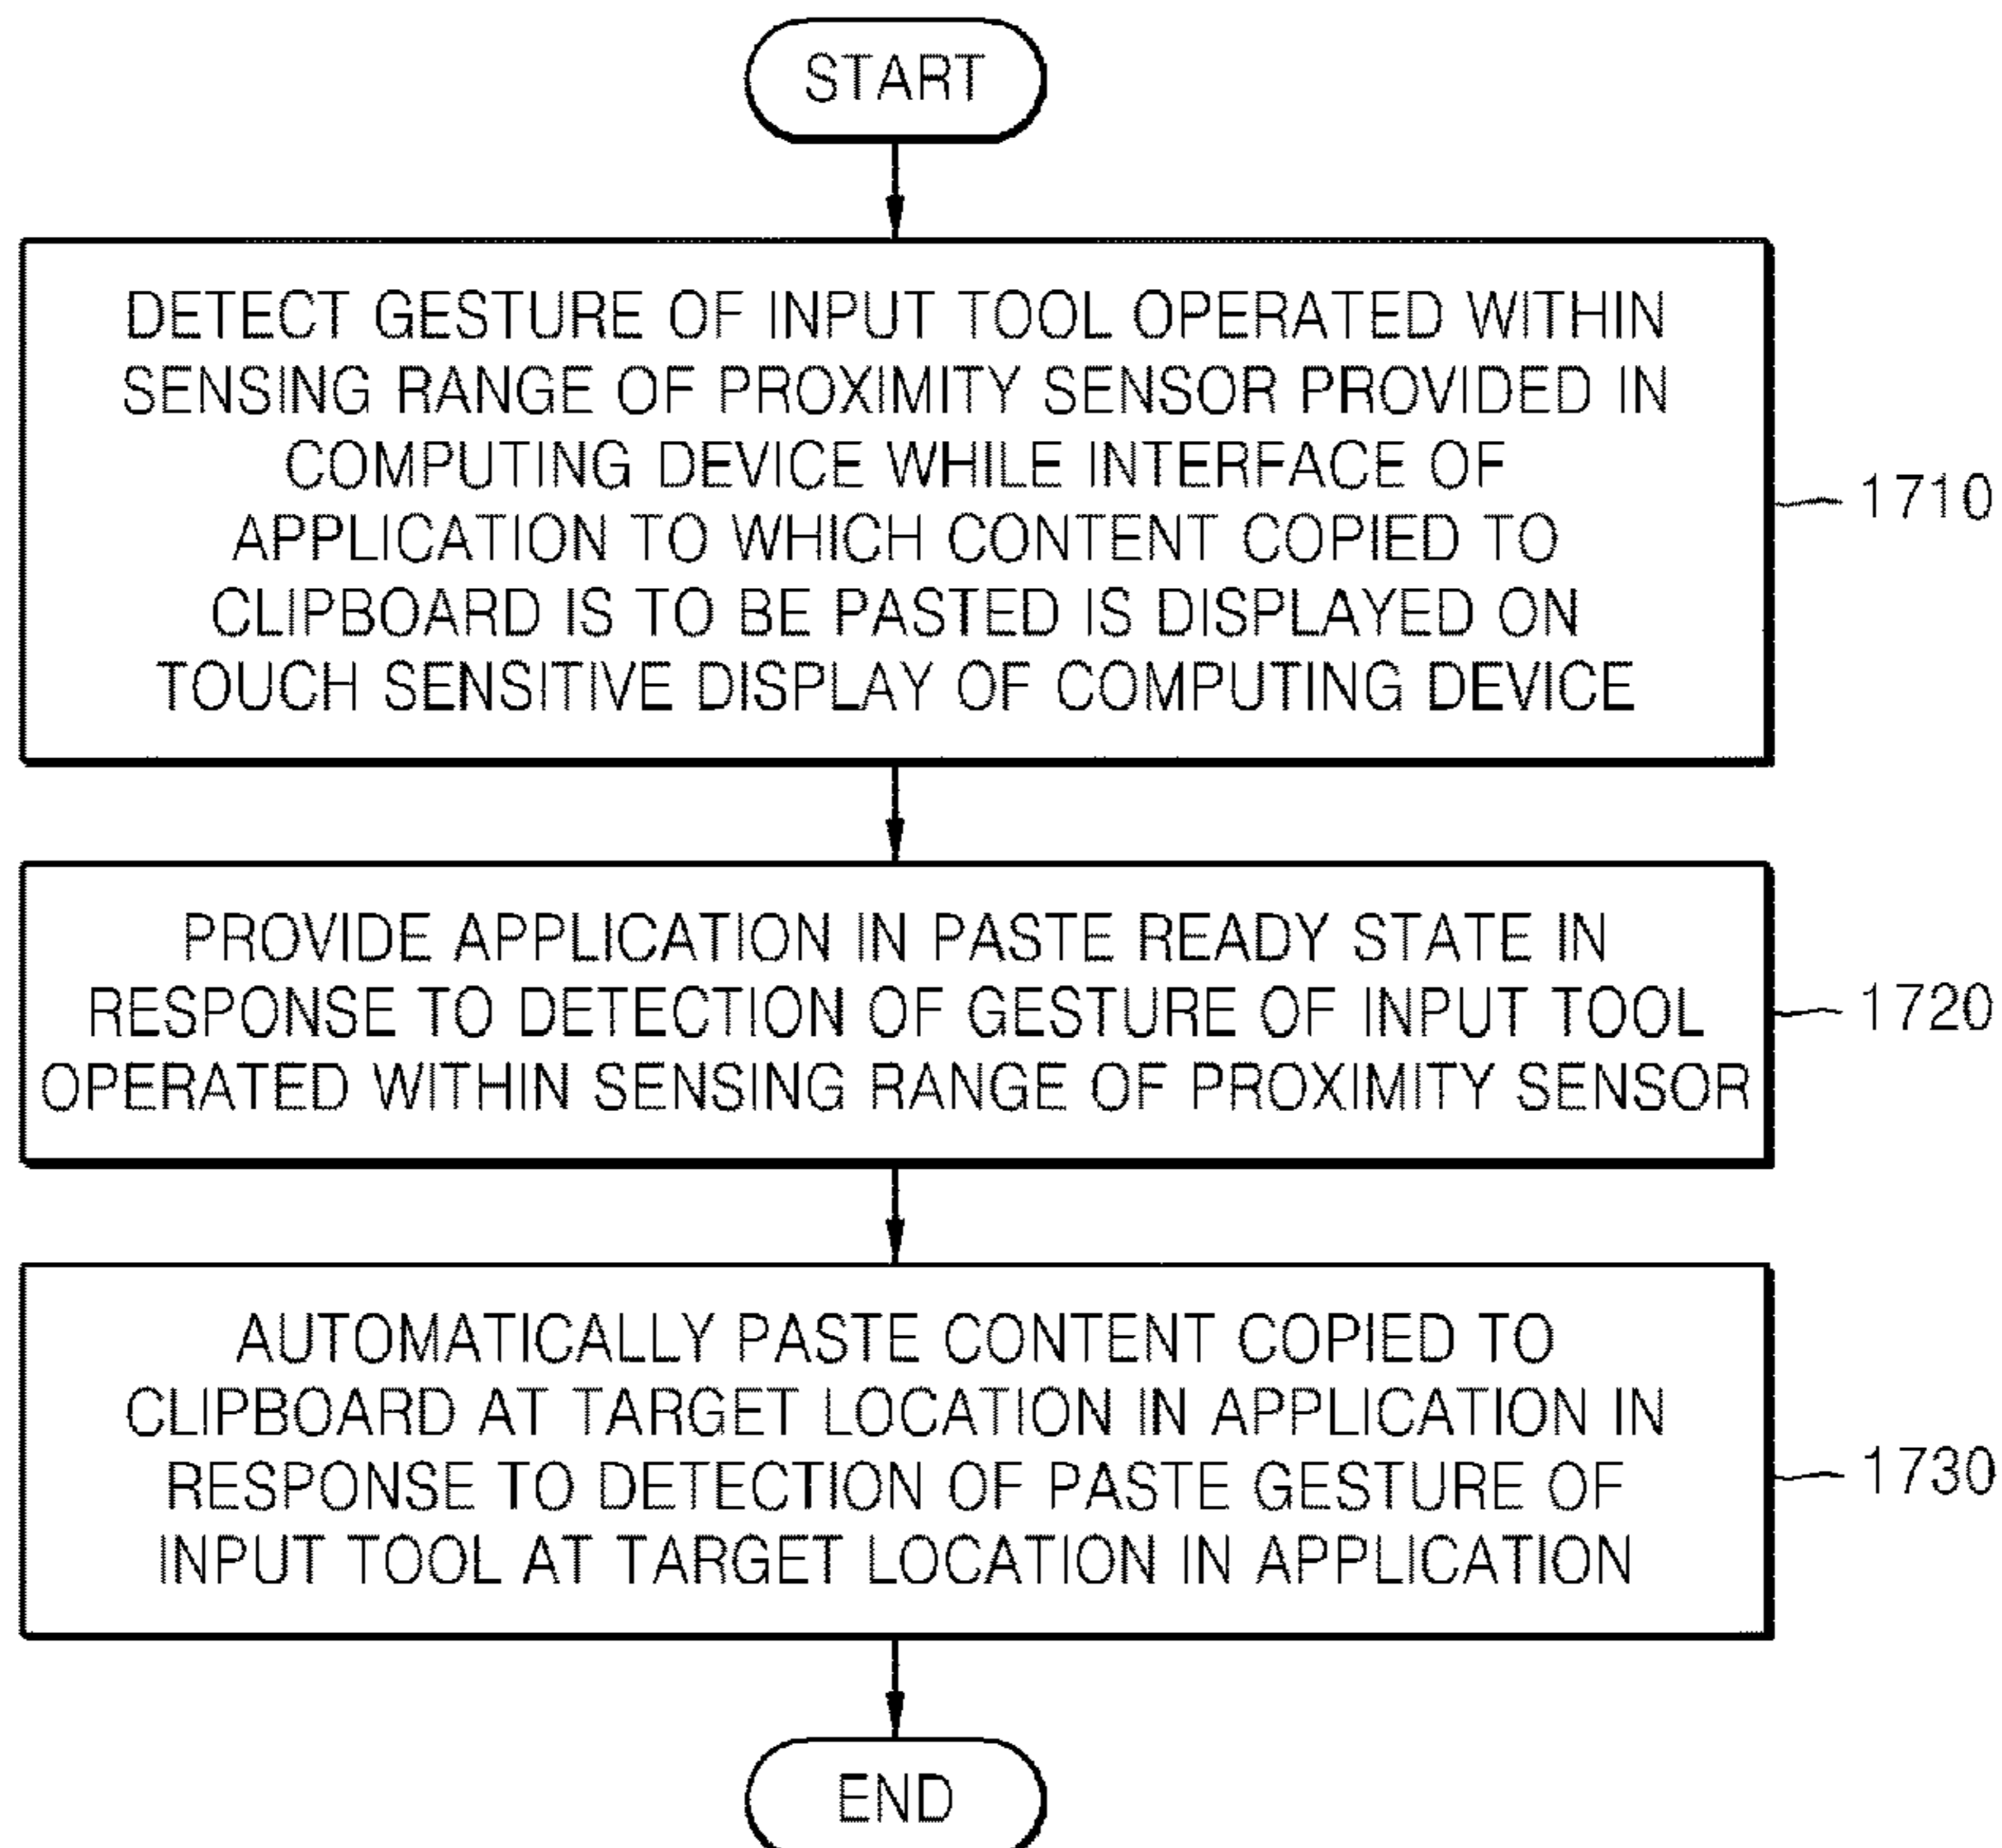 START
DETECT GESTURE OF INPUT TOOL OPERATED WITHIN
SENSING RANGE OF PROXIMITY SENSOR PROVIDED IN
COMPUTING DEVICE WHILE INTERFACE OF
APPLICATION TO WHICH CONTENT COPIED TO
CLIPBOARD IS TO BE PASTED IS DISPLAYED ON
TOUCH SENSITIVE DISPLAY OF COMPUTING DEVICE
1710
PROVIDE APPLICATION IN PASTE READY STATE IN
RESPONSE TO DETECTION OF GESTURE OF INPUT TOOL
OPERATED WITHIN SENSING RANGE OF PROXIMITY SENSOR
1720
AUTOMATICALLY PASTE CONTENT COPIED TO
CLIPBOARD AT TARGET LOCATION IN APPLICATION IN
RESPONSE TO DETECTION OF PASTE GESTURE OF
INPUT TOOL AT TARGET LOCATION IN APPLICATION
1730
END